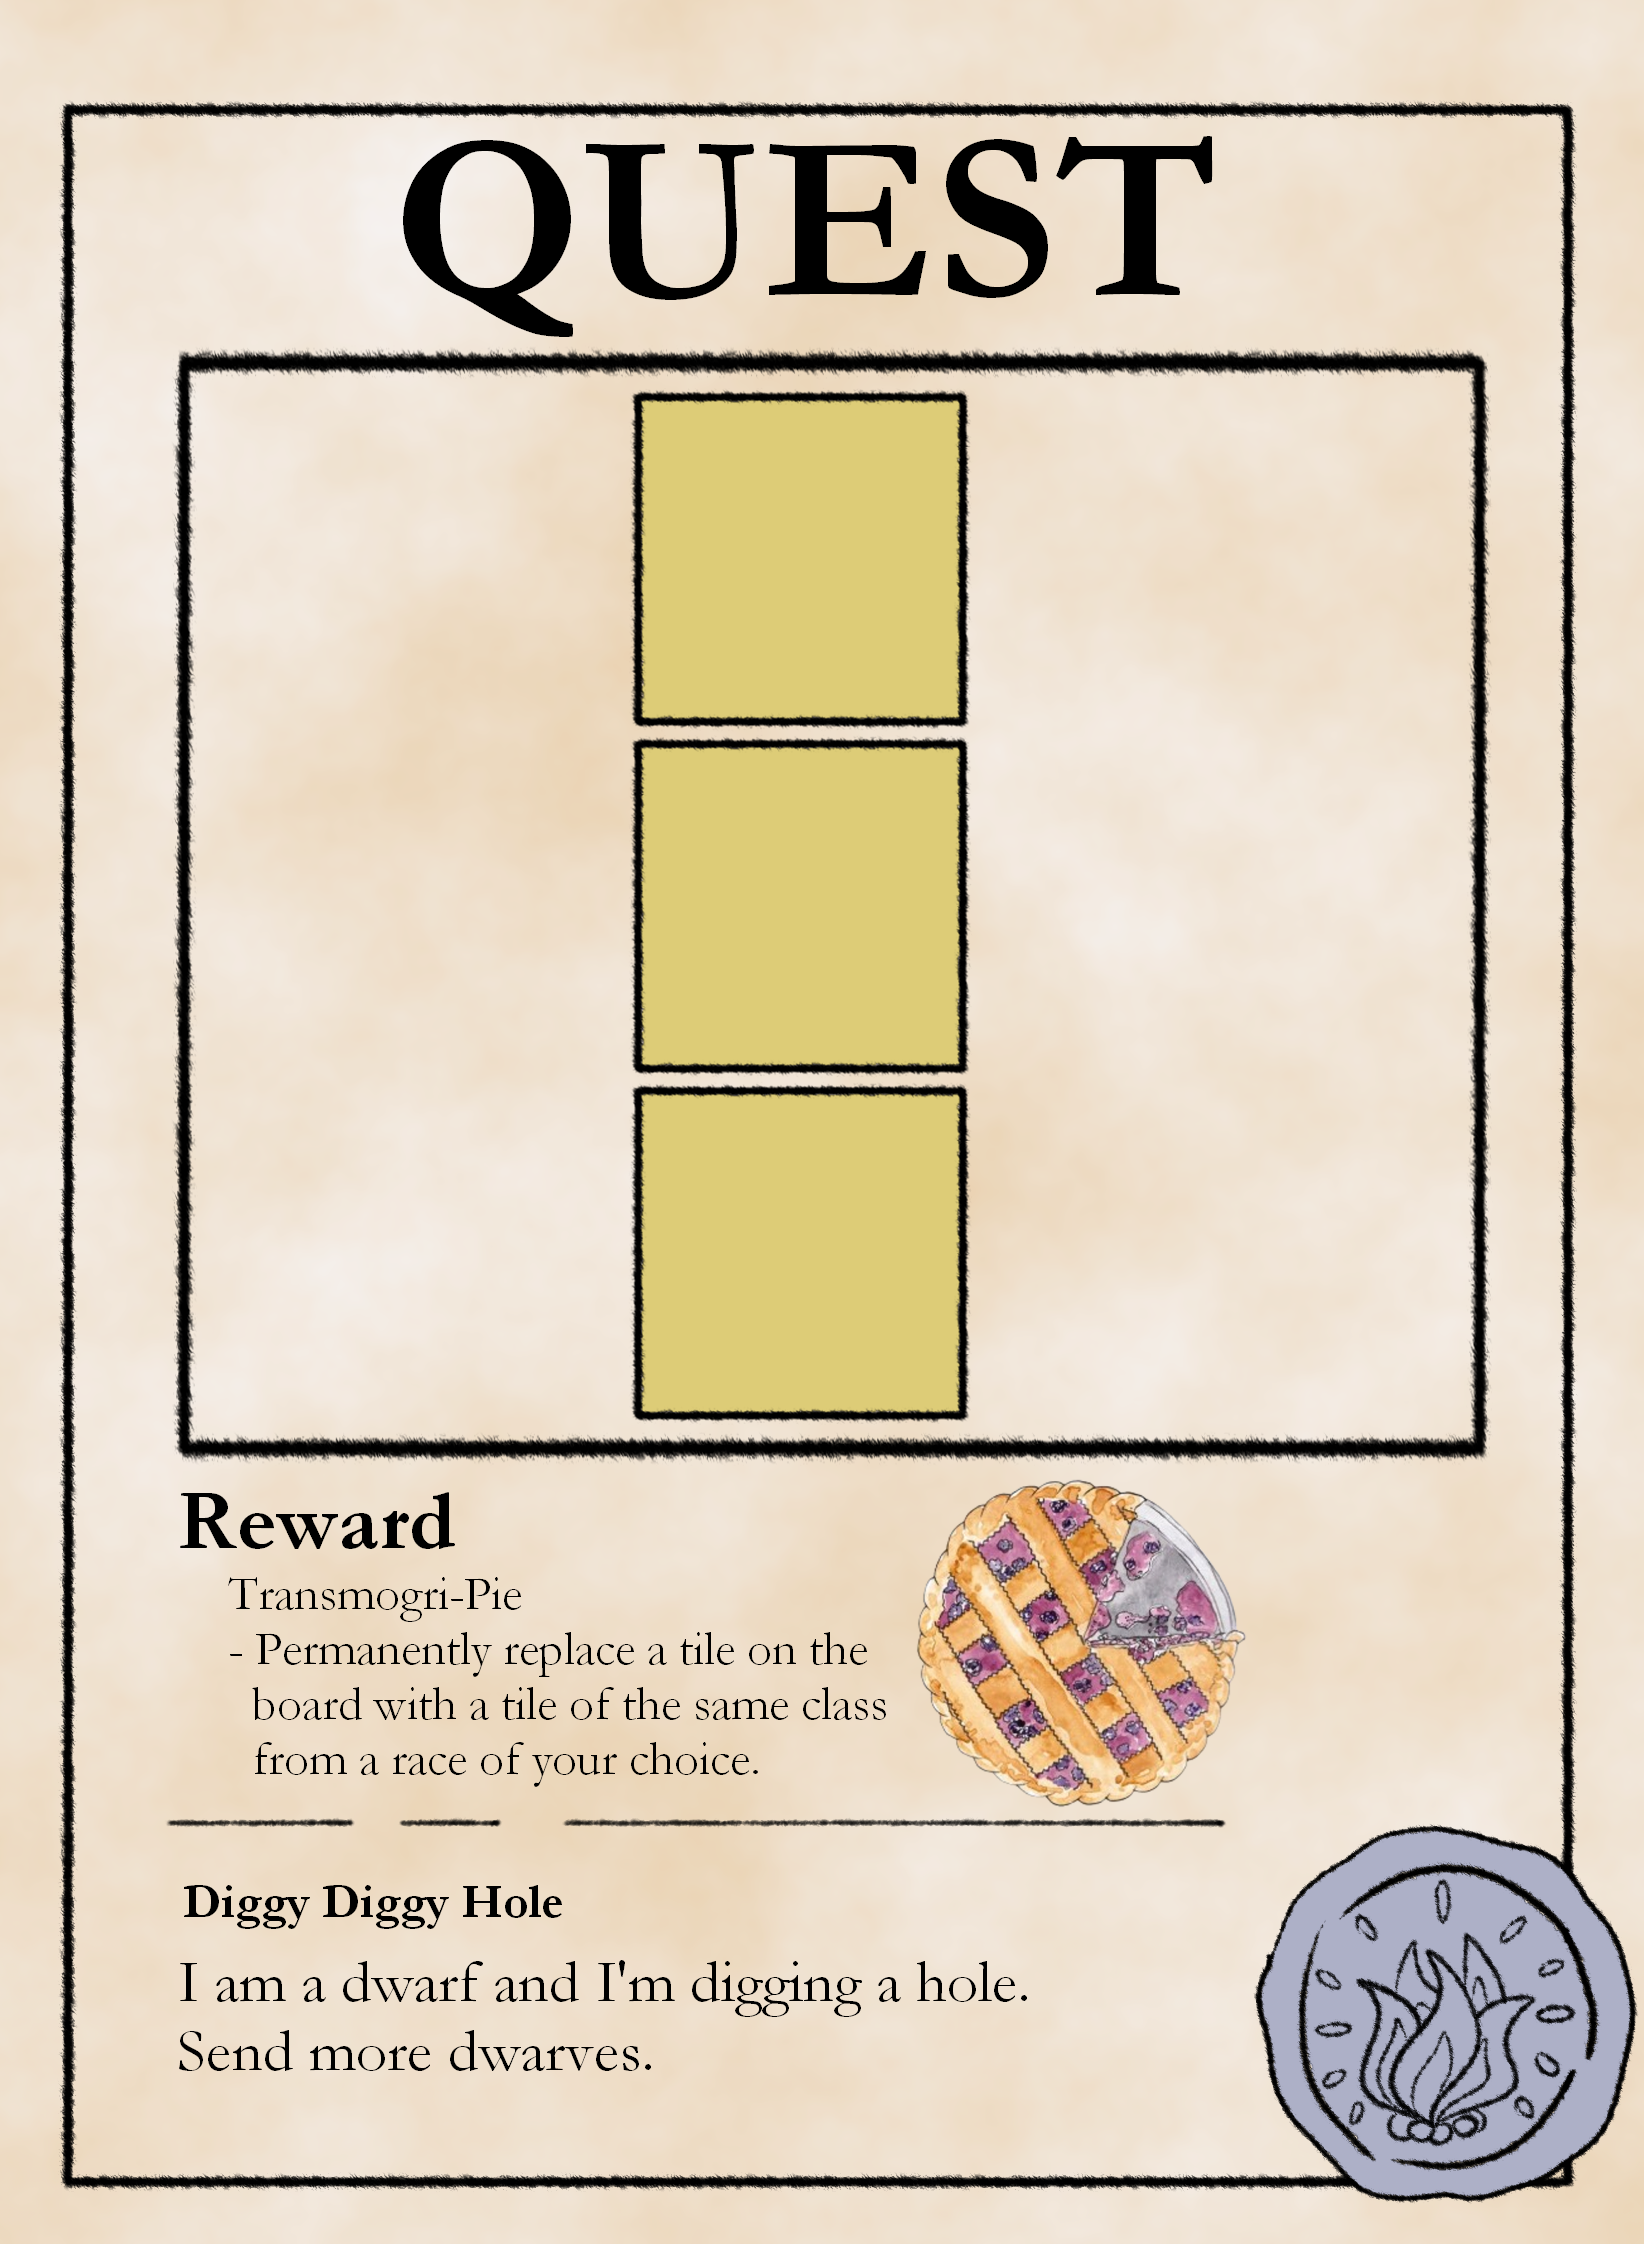 QUEST
Reward
Transmogri-Pie
- Permanently replace a tile on the
board with a tile of the same class
from a race of your choice.
Diggy Diggy Hole
I am a dwarf and I'm digging a hole.
Send more dwarves.